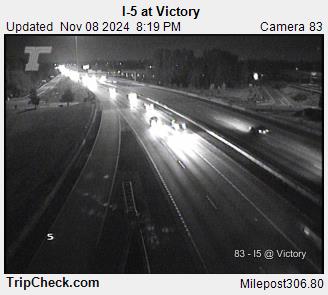 I-5 at Victory
Updated Nov 08 2024 8:19 PM Camera 83
T
S
83 - I5 @ Victory
TripCheck.com Milepost306.80